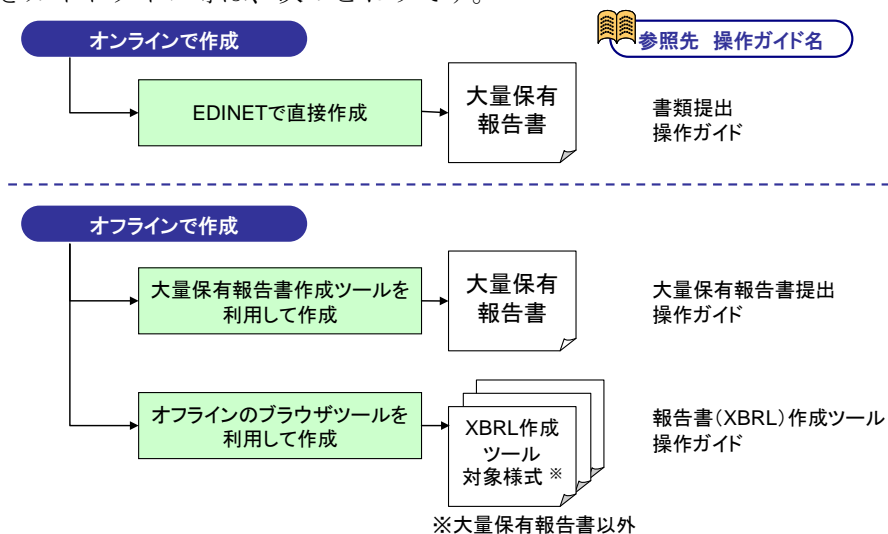 オンラインで作成
参照先 操作ガイド名
EDINETで直接作成
大量保有
報告書
書類提出
操作ガイド
オフラインで作成
大量保有報告書作成ツールを
利用して作成
大量保有
報告書
大量保有報告書提出
操作ガイド
オフラインのブラウザツールを
利用して作成
XBRL作成
ツール
対象様式 ※
報告書(XBRL)作成ツール
操作ガイド
※大量保有報告書以外